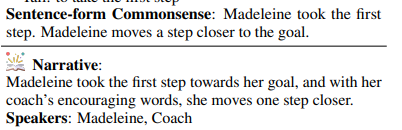 Sentence-form Commonsense: Madeleine took the first
step. Madeleine moves a step closer to the goal.
Narrative:
Madeleine took the first step towards her goal, and with her
coach's encouraging words, she moves one step closer.
Speakers: Madeleine, Coach